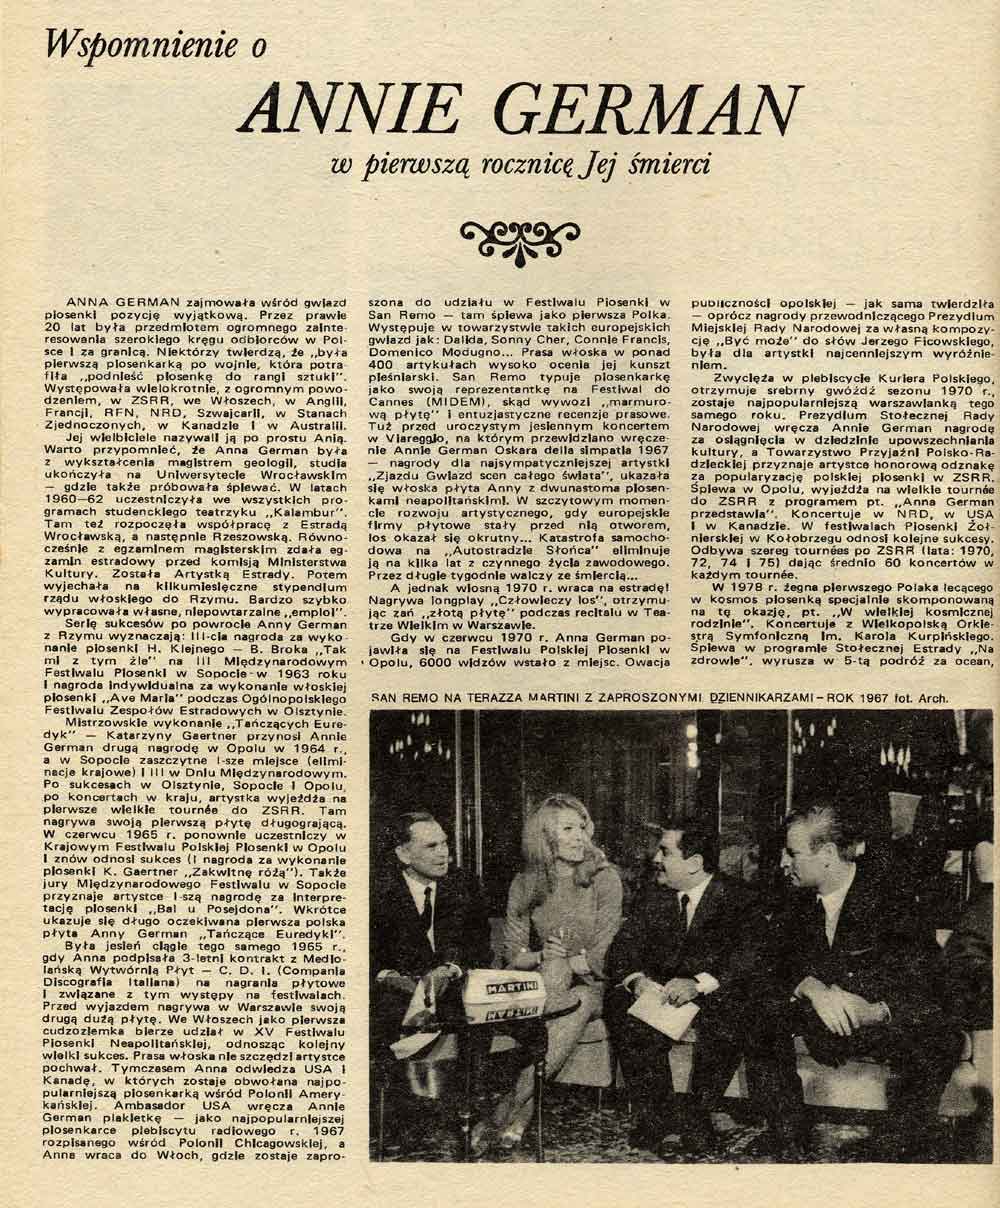 Wspomnienie o
ANNIE GERMAN
w pierwszą rocznicę Jej śmierci
ANNA GERMAN zajmowała wśród gwiazd
piosenki pozycję wyjątkową. Przez prawie
20 lat była przedmiotem ogromnego zainte-
resowania szerokiego kręgu odbiorców w Pol-
sce i za granicą. Niektórzy twierdzą, że „była
pierwszą piosenkarką po wojnie, która potra-
fiła „podnieść piosenkę do rangi sztuki”.
Występowała wielokrotnie, z ogromnym powo-
dzeniem, w ZSRR, we Włoszech, w Anglii,
Francji, RFN, NRD, Szwajcarii, w Stanach
Zjednoczonych, w Kanadzie i w Australii.
Jej wielbiciele nazywali ją po prostu Anią.
Warto przypomnieć, że Anna German była
z wykształcenia magistrem geologii, studia
ukończyła na Uniwersytecie Wrocławskim
— gdzie także próbowała śpiewać. W latach
1960—62 uczestniczyła we wszystkich pro-
gramach studenckiego teatrzyku „Kalambur”.
Tam też rozpoczęła współpracę z Estradą
Wrocławską, a następnie Rzeszowską. Równo-
cześnie z egzaminem magisterskim zdała eg-
zamin estradowy przed komisją Ministerstwa
Kultury. Została Artystką Estrady. Potem
wyjechała na kilkumiesięczne stypendium
rządu włoskiego do Rzymu. Bardzo szybko
wypracowała własne, niepowtarzalne „emploi”.
Serię sukcesów po powrocie Anny German
z Rzymu wyznaczają: III-cia nagroda za wyko-
nanie piosenki H. Klejnego — B. Broka „Tak
mi z tym źle” na III Międzynarodowym
Festiwalu Piosenki w Sopocie w 1963 roku
i nagroda indywidualna za wykonanie włoskiej
piosenki „Ave Maria” podczas Ogólnopolskiego
Festiwalu Zespołów Estradowych w Olsztynie.
Mistrzowskie wykonanie „Tańczących Eure-
dyk” — Katarzyny Gaertner przynosi Annie
German drugą nagrodę w Opolu w 1964 r.,
a w Sopocie zaszczytne I-sze miejsce (elimi-
nacje krajowe) i III w Dniu Międzynarodowym.
Po sukcesach w Olsztynie, Sopocie i Opolu,
po koncertach w kraju, artystka wyjeżdża na
pierwsze wielkie tournée do ZSRR. Tam
nagrywa swoją pierwszą płytę długogrającą.
W czerwcu 1965 r. ponownie uczestniczy w
Krajowym Festiwalu Polskiej Piosenki w Opolu
i znów odnosi sukces (I nagroda za wykonanie
piosenki K. Gaertner „Zakwitnę różą”). Także
jury Międzynarodowego Festiwalu w Sopocie
przyznaje artystce I-szą nagrodę za interpre-
tację piosenki „Bal u Posejdona”. Wkrótce
ukazuje się długo oczekiwana pierwsza polska
płyta Anny German „Tańczące Euredyki”.
Była jesień ciągle tego samego 1965 r.,
gdy Anna podpisała 3-letni kontrakt z Medio-
lańską Wytwórnią Płyt — C. D. I. (Compania
Discografia Italiana) na nagrania płytowe
i związane z tym występy na festiwalach.
Przed wyjazdem nagrywa w Warszawie swoją
drugą dużą płytę. We Włoszech jako pierwsza
cudzoziemka bierze udział w XV Festiwalu
Piosenki Neapolitańskiej, odnosząc kolejny
wielki sukces. Prasa włoska nie szczędzi artystce
pochwał. Tymczasem Anna odwiedza USA i
Kanadę, w których zostaje obwołana najpo-
pularniejszą piosenkarką wśród Polonii Amery-
kańskiej. Ambasador USA wręcza Annie
German plakietkę — jako najpopularniejszej
piosenkarce plebiscytu radiowego r. 1967
rozpisanego wśród Polonii Chicagowskiej, a
Anna wraca do Włoch, gdzie zostaje zapro-
szona do udziału w Festiwalu Piosenki w
San Remo — tam śpiewa jako pierwsza Polka.
Występuje w towarzystwie takich europejskich
gwiazd jak: Dalida, Sonny Cher, Connie Francis,
Domenico Modugno... Prasa włoska w ponad
400 artykułach wysoko ocenia jej kunszt
pieśniarski. San Remo typuje piosenkarkę
jako swoją reprezentantkę na Festiwal do
Cannes (MIDEM), skąd wywozi „marmuro-
wą płytę” i entuzjastyczne recenzje prasowe.
Tuż przed uroczystym jesiennym koncertem
w Viareggio, na którym przewidziano wręcze-
nie Annie German Oskara della simpatia 1967
— nagrody dla najsympatyczniejszej artystki
„Zjazdu Gwiazd scen całego świata”, ukazała
się włoska płyta Anny z dwunastoma piosen-
kami neapolitańskimi. W szczytowym momen-
cie rozwoju artystycznego, gdy europejskie
firmy płytowe stały przed nią otworem,
los okazał się okrutny... Katastrofa samocho-
dowa na „Autostradzie Słońca” eliminuje
ją na kilka lat z czynnego życia zawodowego.
Przez długie tygodnie walczy ze śmiercią...
A jednak wiosną 1970 r. wraca na estradę!
Nagrywa longplay „Człowieczy los”, otrzymu-
jąc zań „złotą płytę” podczas recitalu w Tea-
trze Wielkim w Warszawie.
Gdy w czerwcu 1970 r. Anna German po-
jawiła się na Festiwalu Polskiej Piosenki w
Opolu, 6000 widzów wstało z miejsc. Owacja
publiczności opolskiej — jak sama twierdziła
— oprócz nagrody przewodniczącego Prezydium
Miejskiej Rady Narodowej za własną kompozy-
cję „Być może” do słów Jerzego Ficowskiego,
była dla artystki najcenniejszym wyróżnie-
niem.
Zwycięża w plebiscycie Kuriera Polskiego,
otrzymuje srebrny gwóźdź sezonu 1970 r.,
zostaje najpopularniejszą warszawianką tego
samego roku. Prezydium Stołecznej Rady
Narodowej wręcza Annie German nagrodę
za osiągnięcia w dziedzinie upowszechniania
kultury, a Towarzystwo Przyjaźni Polsko-Ra-
dzieckiej przyznaje artystce honorową odznakę
za popularyzację polskiej piosenki w ZSRR.
Śpiewa w Opolu, wyjeżdża na wielkie tournée
do ZSRR z programem pt. „Anna German
przedstawia”. Koncertuje w NRD, w USA
i w Kanadzie. W festiwalach Piosenki Żoł-
nierskiej w Kołobrzegu odnosi kolejne sukcesy.
Odbywa szereg tournées po ZSRR (lata: 1970,
72, 74 i 75) dając średnio 60 koncertów w
każdym tournée.
W 1978 r. żegna pierwszego Polaka lecącego
w kosmos piosenką specjalnie skomponowaną
na tę okazję, pt. „W wielkiej kosmicznej
rodzinie”. Koncertuje z Wielkopolską Orkie-
strą Symfoniczną im. Karola Kurpińskiego.
Śpiewa w programie Stołecznej Estrady „Na
zdrowie”. wyrusza w 5-tą podróż za ocean,
SAN REMO NA TERAZZA MARTINI Z ZAPROSZONYMI DZIENNIKARZAMI – ROK 1967 fot. Arch.
MARTINI
MARTINI